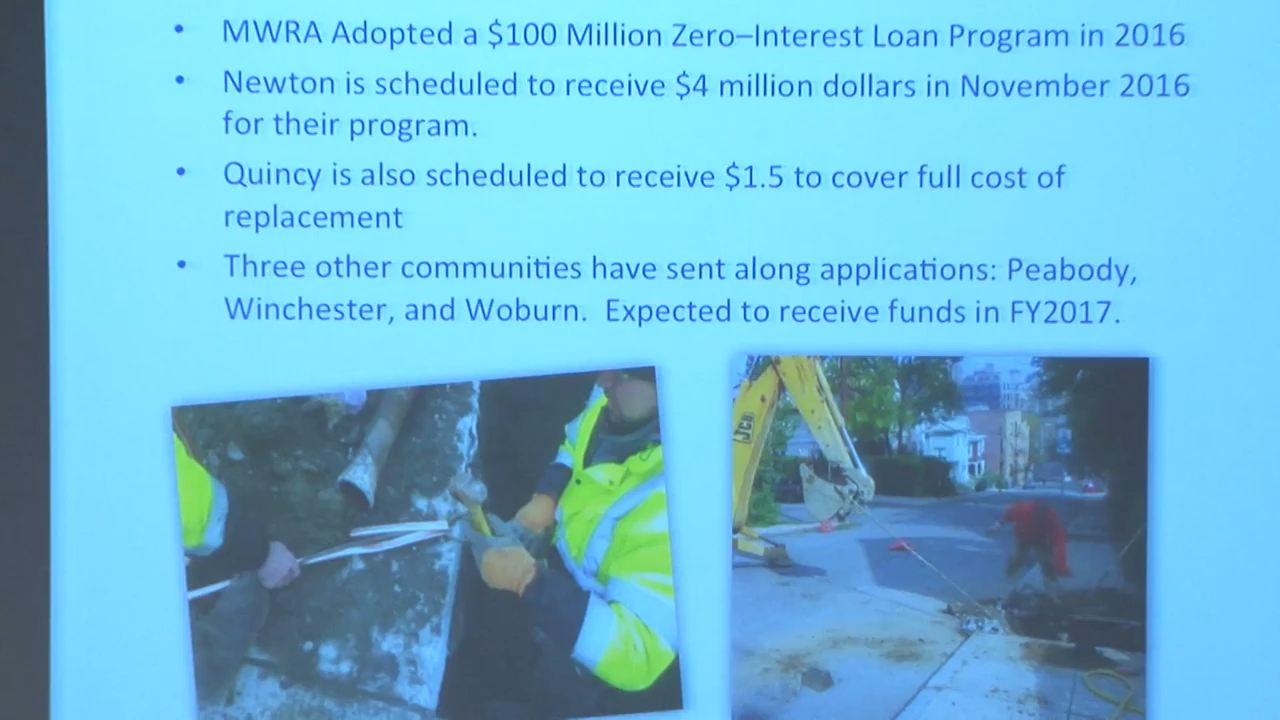 • MWRA Adopted a $100 Million Zero–Interest Loan Program in 2016
• Newton is scheduled to receive $4 million dollars in November 2016
for their program.
• Quincy is also scheduled to receive $1.5 to cover full cost of
replacement
• Three other communities have sent along applications: Peabody,
Winchester, and Woburn.  Expected to receive funds in FY2017.
JCB